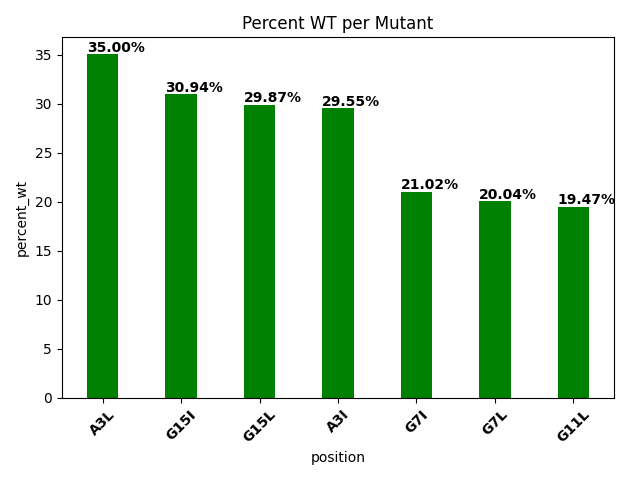 Percent WT per Mutant
35.00%
30.94%
29.87%
29.55%
21.02%
20.04%
19.47%
35
30
25
20
15
10
5
0
percent_wt
A3L
G15I
G15L
A3I
G7I
G7L
G11L
position